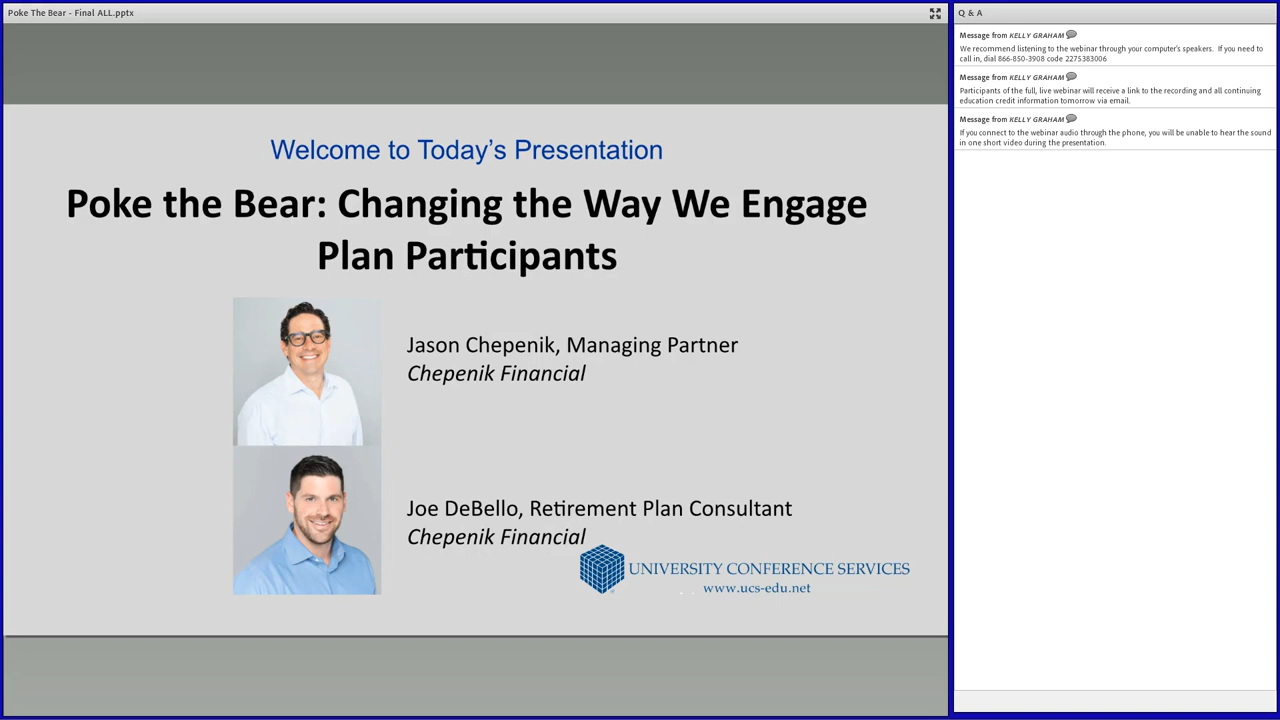 Poke The Bear - Final ALL.pptx
Welcome to Today's Presentation
Poke the Bear: Changing the Way We Engage
Plan Participants
Jason Chepenik, Managing Partner
Chepenik Financial
Joe DeBello, Retirement Plan Consultant
Chepenik Financial
UNIVERSITY CONFERENCE SERVICES
www.ucs-edu.net
Q & A
Message from KELLY GRAHAM
We recommend listening to the webinar through your computer's speakers. If you need to
call in, dial 866-850-3908 code 2275383006
Message from KELLY GRAHAM
Participants of the full, live webinar will receive a link to the recording and all continuing
education credit information tomorrow via email.
Message from KELLY GRAHAM
If you connect to the webinar audio through the phone, you will be unable to hear the sound
in one short video during the presentation.